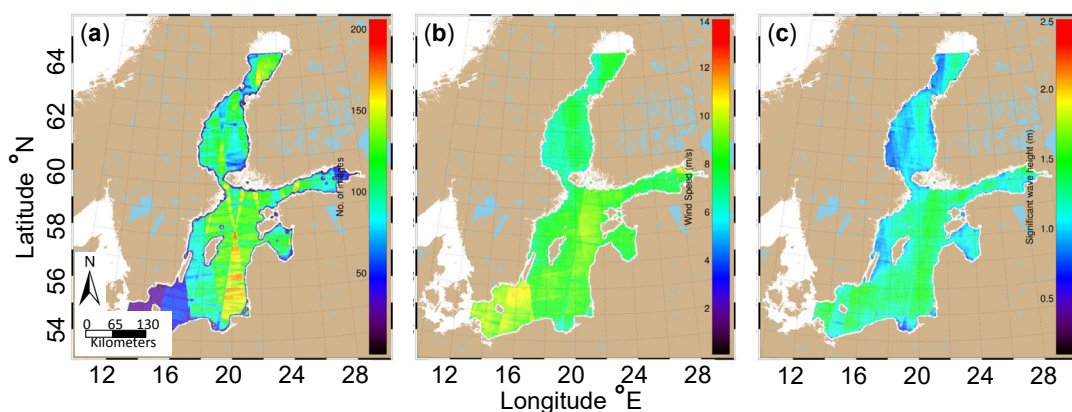 (a)
(b)
(c)
Latitude °N
64
62
60
58
56
54
200
150
100
50
No. of images
N
0 65 130
Kilometers
14
12
10
8
6
4
2
Wind Speed (m/s)
2.5
2.0
1.5
1.0
0.5
Significant wave height (m)
12 16 20 24 28
12 16 20 24 28
12 16 20 24 28
Longitude °E